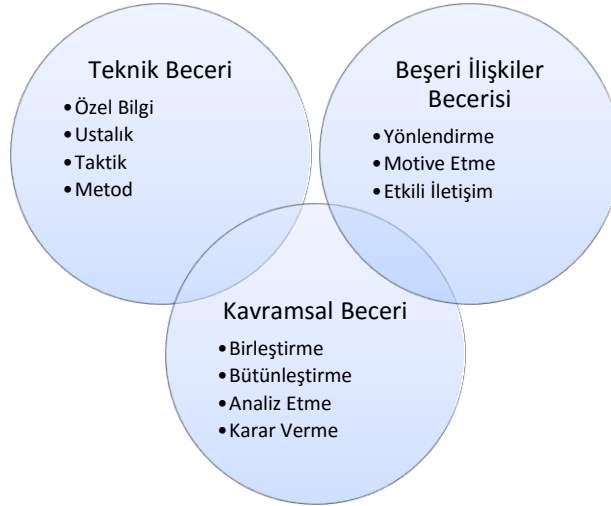 Teknik Beceri
•Özel Bilgi
•Ustalık
•Taktik
•Metod
Beşeri İlişkiler
Becerisi
•Yönlendirme
•Motive Etme
•Etkili İletişim
Kavramsal Beceri
•Birleştirme
•Bütünleştirme
•Analiz Etme
•Karar Verme